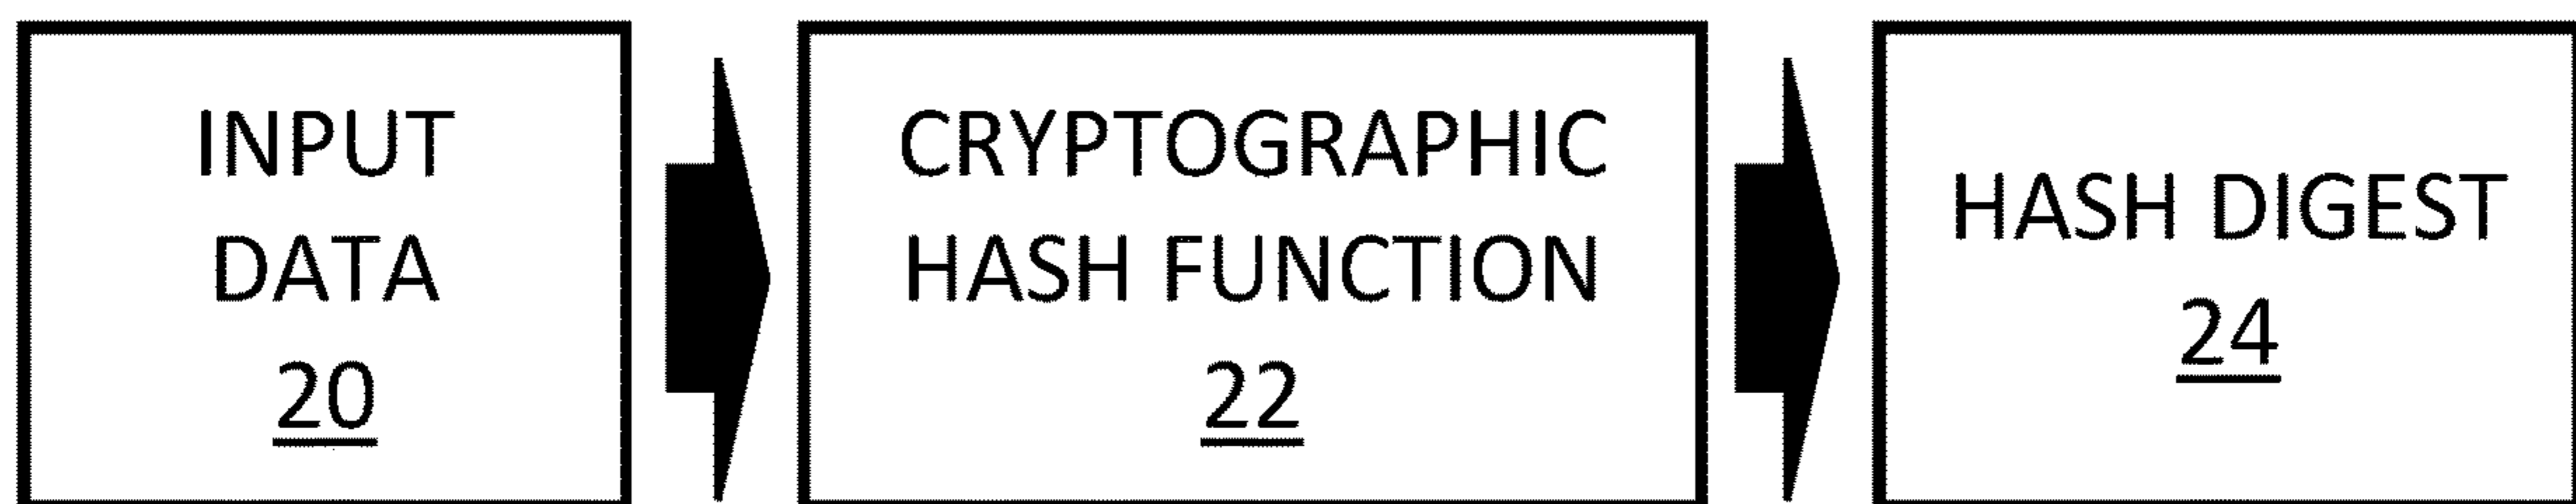 INPUT
DATA
20
CRYPTOGRAPHIC
HASH FUNCTION
22
HASH DIGEST
24